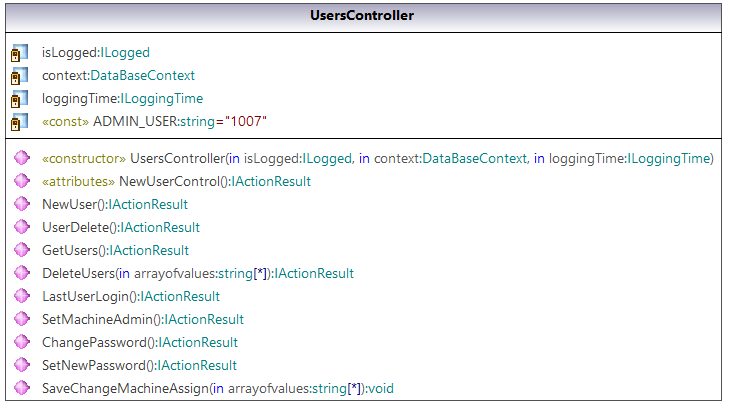 UsersController
isLogged:ILogged
context:DataBaseContext
loggingTime:ILoggingTime
«const» ADMIN_USER:string="1007"
«constructor» UsersController(in isLogged:ILogged, in context:DataBaseContext, in loggingTime:ILoggingTime)
«attributes» NewUserControl():IActionResult
NewUser():IActionResult
UserDelete():IActionResult
GetUsers():IActionResult
DeleteUsers(in arrayofvalues:string[*]):IActionResult
LastUserLogin():IActionResult
SetMachineAdmin():IActionResult
ChangePassword():IActionResult
SetNewPassword():IActionResult
SaveChangeMachineAssign(in arrayofvalues:string[*]):void